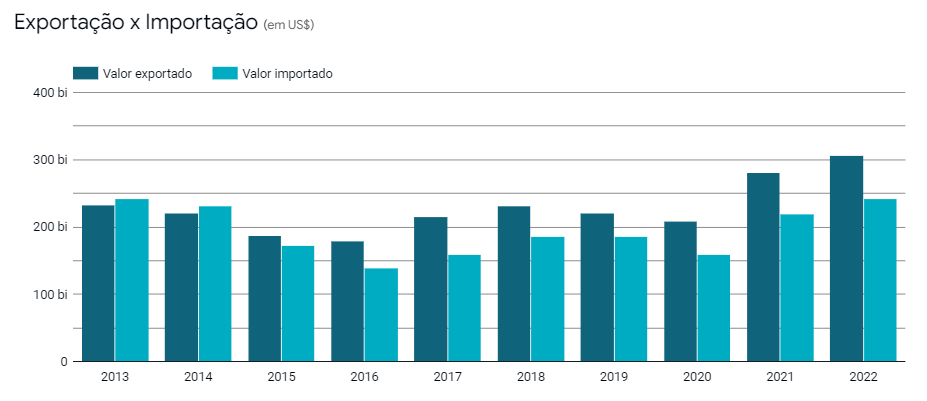 Exportação x Importação (em US$)
Valor exportado Valor importado
400 bi
300 bi
200 bi
100 bi
0
2013 2014 2015 2016 2017 2018 2019 2020 2021 2022